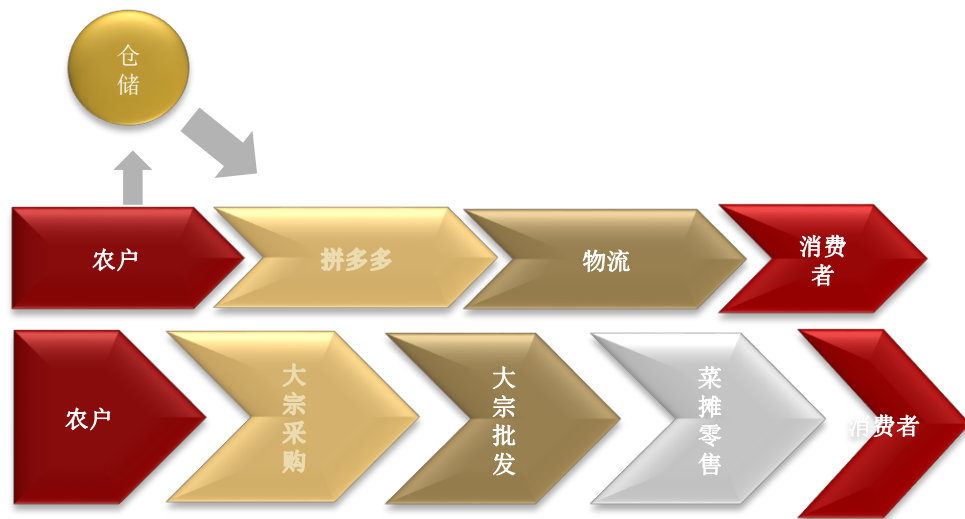 仓
储
农户
拼多多
物流
消费
者
农户
大
宗
采
购
大
宗
批
发
菜
摊
零
售
消费者